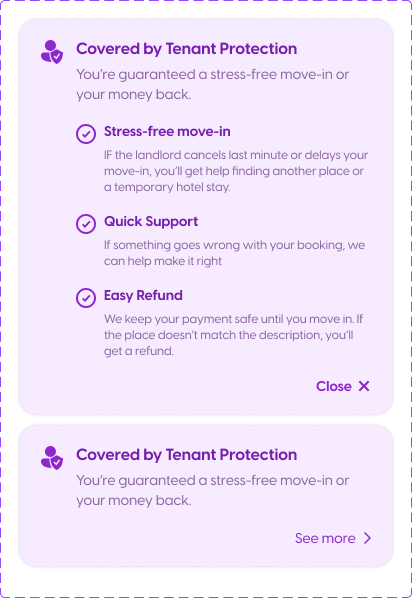 Covered by Tenant Protection
You're guaranteed a stress-free move-in or
your money back.
Stress-free move-in
IF the landlord cancels last minute or delays your
move-in, you'll get help finding another place or
a temporary hotel stay.
Quick Support
If something goes wrong with your booking, we
can help make it right
Easy Refund
We keep your payment safe until you move in. If
the place doesn't match the description, you'll
get a refund.
Close
Covered by Tenant Protection
You're guaranteed a stress-free move-in or
your money back.
See more